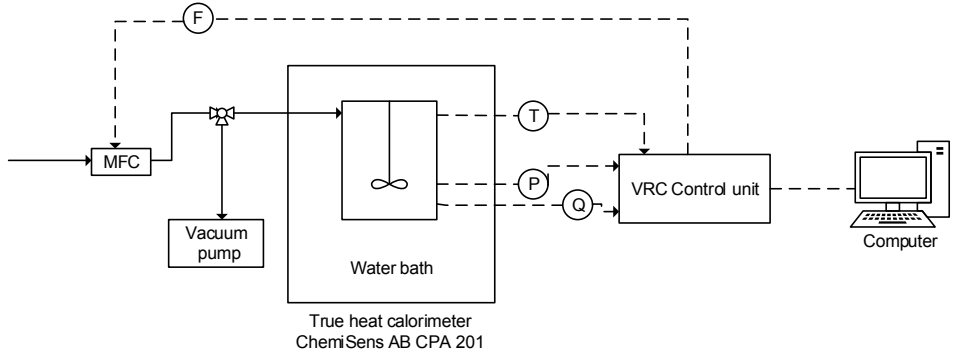 F
MFC
Vacuum
pump
T
P
Q
VRC Control unit
Computer
Water bath
True heat calorimeter
ChemiSens AB CPA 201